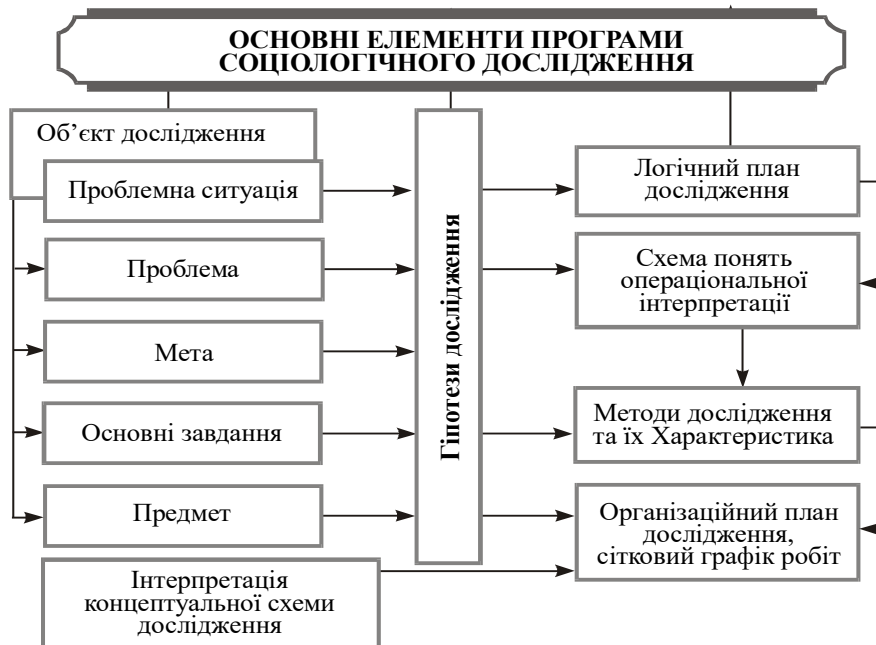 ОСНОВНІ ЕЛЕМЕНТИ ПРОГРАМИ
СОЦІОЛОГІЧНОГО ДОСЛІДЖЕННЯ
Об’єкт дослідження
Проблемна ситуація
Проблема
Мета
Основні завдання
Предмет
Інтерпретація
концептуальної схеми
дослідження
Гіпотези дослідження
Логічний план
дослідження
Схема понять
операціональної
інтерпретації
Методи дослідження
та їх Характеристика
Організаційний план
дослідження,
сітковий графік робіт